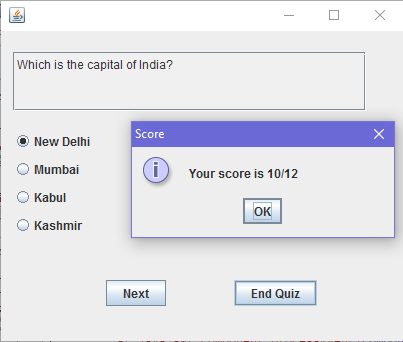 Which is the capital of India?
Score
New Delhi
Your score is 10/12
Mumbai
Kabul
OK
Kashmir
Next
End Quiz